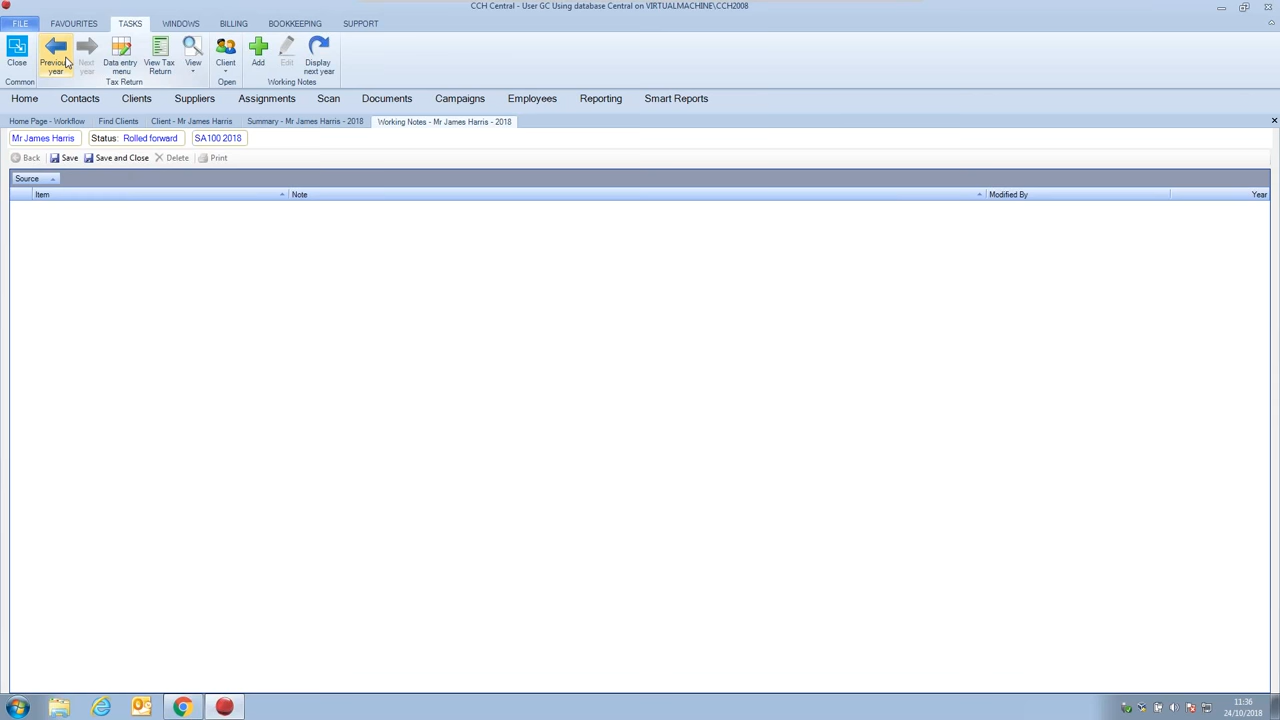 CCH Central - User GC Using database Central on VIRTUALMACHINE\CCH2008
FILE FAVOURITES TASKS WINDOWS BILLING BOOKKEEPING SUPPORT
Close Previous year Next year Data entry menu View Tax Return View Client Add Edit Display next year
Common Tax Return Open Working Notes
Home Contacts Clients Suppliers Assignments Scan Documents Campaigns Employees Reporting Smart Reports
Home Page - Workflow Find Clients Client - Mr James Harris Summary - Mr James Harris - 2018 Working Notes - Mr James Harris - 2018
Mr James Harris Status: Rolled forward SA100 2018
Back Save Save and Close Delete Print
Source
Item Note Modified By Year
11:36
24/10/2018